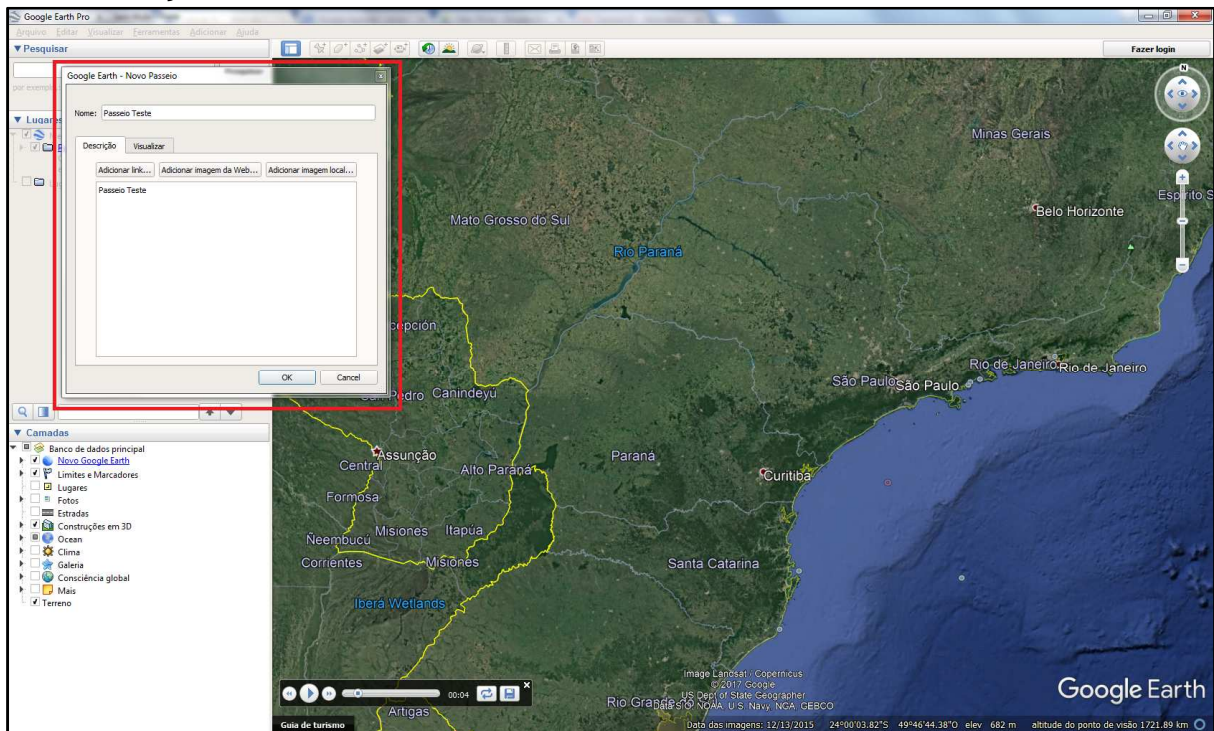 Google Earth Pro
Arquivo Editar Visualizar Ferramentas Adicionar Ajuda
Pesquisar
Fazer login
por exemplo
Lugares
Google Earth - Novo Passeio
Nome: Passeio Teste
Descrição Visualizar
Adicionar link... Adicionar imagem da Web... Adicionar imagem local...
Passeio Teste
OK Cancel
Camadas
Banco de dados principal
Novo Google Earth
Limites e Marcadores
Lugares
Fotos
Estradas
Construções em 3D
Ocean
Clima
Galeria
Consciência global
Mais
Terreno
N
Minas Gerais
Espírito S
Belo Horizonte
Mato Grosso do Sul
Rio Paraná
cepción
Rio de Janeiro Rio de Janeiro
São Paulo São Paulo
San Pedro Canindeyú
Assunção
Central
Alto Paraná
Paraná
Curitiba
Formosa
Misiones Itapúa
Ñeembucú
Corrientes
Misiones
Santa Catarina
Iberá Wetlands
Image Landsat / Copernicus
© 2017 Google
US Dept of State Geographer
Data SIO, NOAA, U.S. Navy, NGA, GEBCO
00:04
Artigas
Google Earth
Guia de turismo
Data das imagens: 12/13/2015 24°00'03.82"S 49°46'44.38"O elev 682 m altitude do ponto de visão 1721.89 km